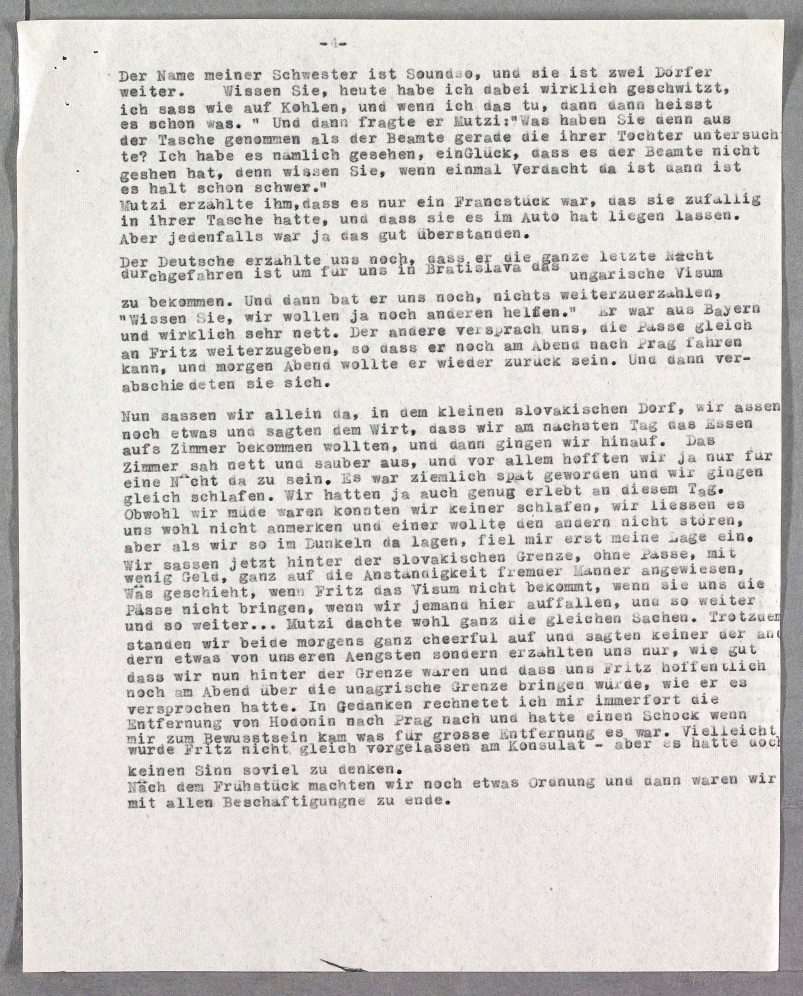 -4-
Der Name meiner Schwester ist Soundso, und sie ist zwei Dörfer
weiter. Wissen Sie, heute habe ich dabei wirklich geschwitzt,
ich sass wie auf Kohlen, und wenn ich das tu, dann dann heisst
es schon was. " Und dann fragte er Mutzi:"Was haben Sie denn aus
der Tasche genommen als der Beamte gerade die ihrer Tochter untersuch
te? Ich habe es nämlich gesehen, einGlück, dass es der Beamte nicht
geshen hat, denn wissen Sie, wenn einmal Verdacht da ist dann ist
es halt schon schwer."
Mutzi erzählte ihm,dass es nur ein Francstück war, das sie zufällig
in ihrer Tasche hatte, und dass sie es im Auto hat liegen lassen.
Aber jedenfalls war ja das gut überstanden.
Der Deutsche erzählte uns noch, dass er die ganze letzte Nacht
durchgefahren ist um für uns in Bratislava das ungarische Visum
zu bekommen. Und dann bat er uns noch, nichts weiterzuerzählen,
"Wissen Sie, wir wollen ja noch anderen helfen." Er war aus Bayern
und wirklich sehr nett. Der andere versprach uns, die Pässe gleich
an Fritz weiterzugeben, so dass er noch am Abend nach Prag fahren
kann, und morgen Abend wollte er wieder zurück sein. Und dann ver-
abschiedeten sie sich.
Nun sassen wir allein da, in dem kleinen slovakischen Dorf, wir assen
noch etwas und sagten dem Wirt, dass wir am nächsten Tag das Essen
aufs Zimmer bekommen wollten, und dann gingen wir hinauf. Das
Zimmer sah nett und sauber aus, und vor allem hofften wir ja nur für
eine Nacht da zu sein. Es war ziemlich spät geworden und wir gingen
gleich schlafen. Wir hatten ja auch genug erlebt an diesem Tag.
Obwohl wir müde waren konnten wir keiner schlafen, wir liessen es
uns wohl nicht anmerken und einer wollte den andern nicht stören,
aber als wir so im Dunkeln da lagen, fiel mir erst meine Lage ein.
Wir sassen jetzt hinter der slovakischen Grenze, ohne Pässe, mit
wenig Geld, ganz auf die Anständigkeit fremder Männer angewiesen,
Was geschieht, wenn Fritz das Visum nicht bekommt, wenn sie uns die
Pässe nicht bringen, wenn wir jemand hier auffallen, und so weiter
und so weiter... Mutzi dachte wohl ganz die gleichen Sachen. Trotzdem
standen wir beide morgens ganz cheerful auf und sagten keiner der an
dern etwas von unseren Aengsten sondern erzählten uns nur, wie gut
dass wir nun hinter der Grenze waren und dass uns Fritz hoffentlich
noch am Abend über die unagrische Grenze bringen würde, wie er es
versprochen hatte. In Gedanken rechnetet ich mir immerfort die
Entfernung von Hodonin nach Prag nach und hatte einen Schock wenn
mir zum Bewusstsein kam was für grosse Entfernung es war. Vielleicht
wurde Fritz nicht gleich vorgelassen am Konsulat - aber es hatte doch
keinen Sinn soviel zu denken.
Nach dem Frühstück machten wir noch etwas Ordnung und dann waren wir
mit allen Beschäftigungne zu ende.